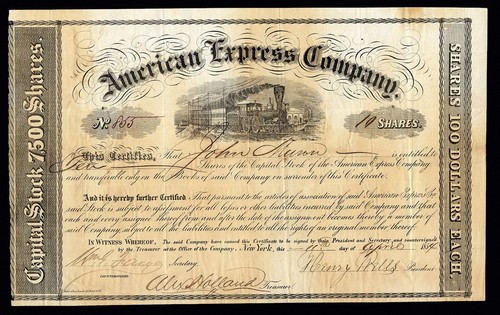 American Express Company.
Capital Stock 7500 Shares.
SHARES 100 DOLLARS EACH
No. 835
10 SHARES.
This Certifies, That John Munn is entitled to
Ten Shares of the Capital Stock of the American Express Company
and transferable only on the Books of said Company on surrender of this Certificate.
And it is hereby further Certified, That pursuant to the articles of association of said American Express Co.
said Stock is subject to assessment for all losses or other liabilities incurred by said Company and that
each and every assignee thereof from and after the date of the assignment becomes thereby a member of
said Company, subject to all the liabilities and entitled to all the rights of an original member thereof.
IN WITNESS WHEREOF, The said Company have caused this Certificate to be signed by their President and Secretary and countersigned
by the Treasurer at the Office of the Company, New York, this day of April 185
Secretary. Henry Wells President.
COUNTERSIGNED
Alex Holland Treasurer.